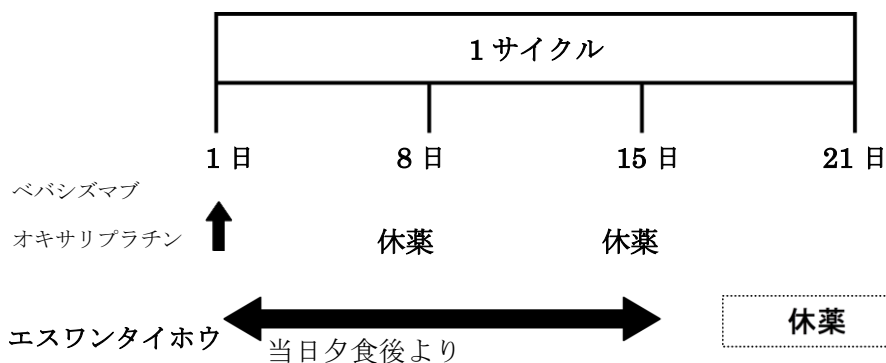 1サイクル
1日 8日 15日 21日
ベバシズマブ
オキサリプラチン 休薬 休薬
エスワンタイホウ 休薬
当日夕食後より